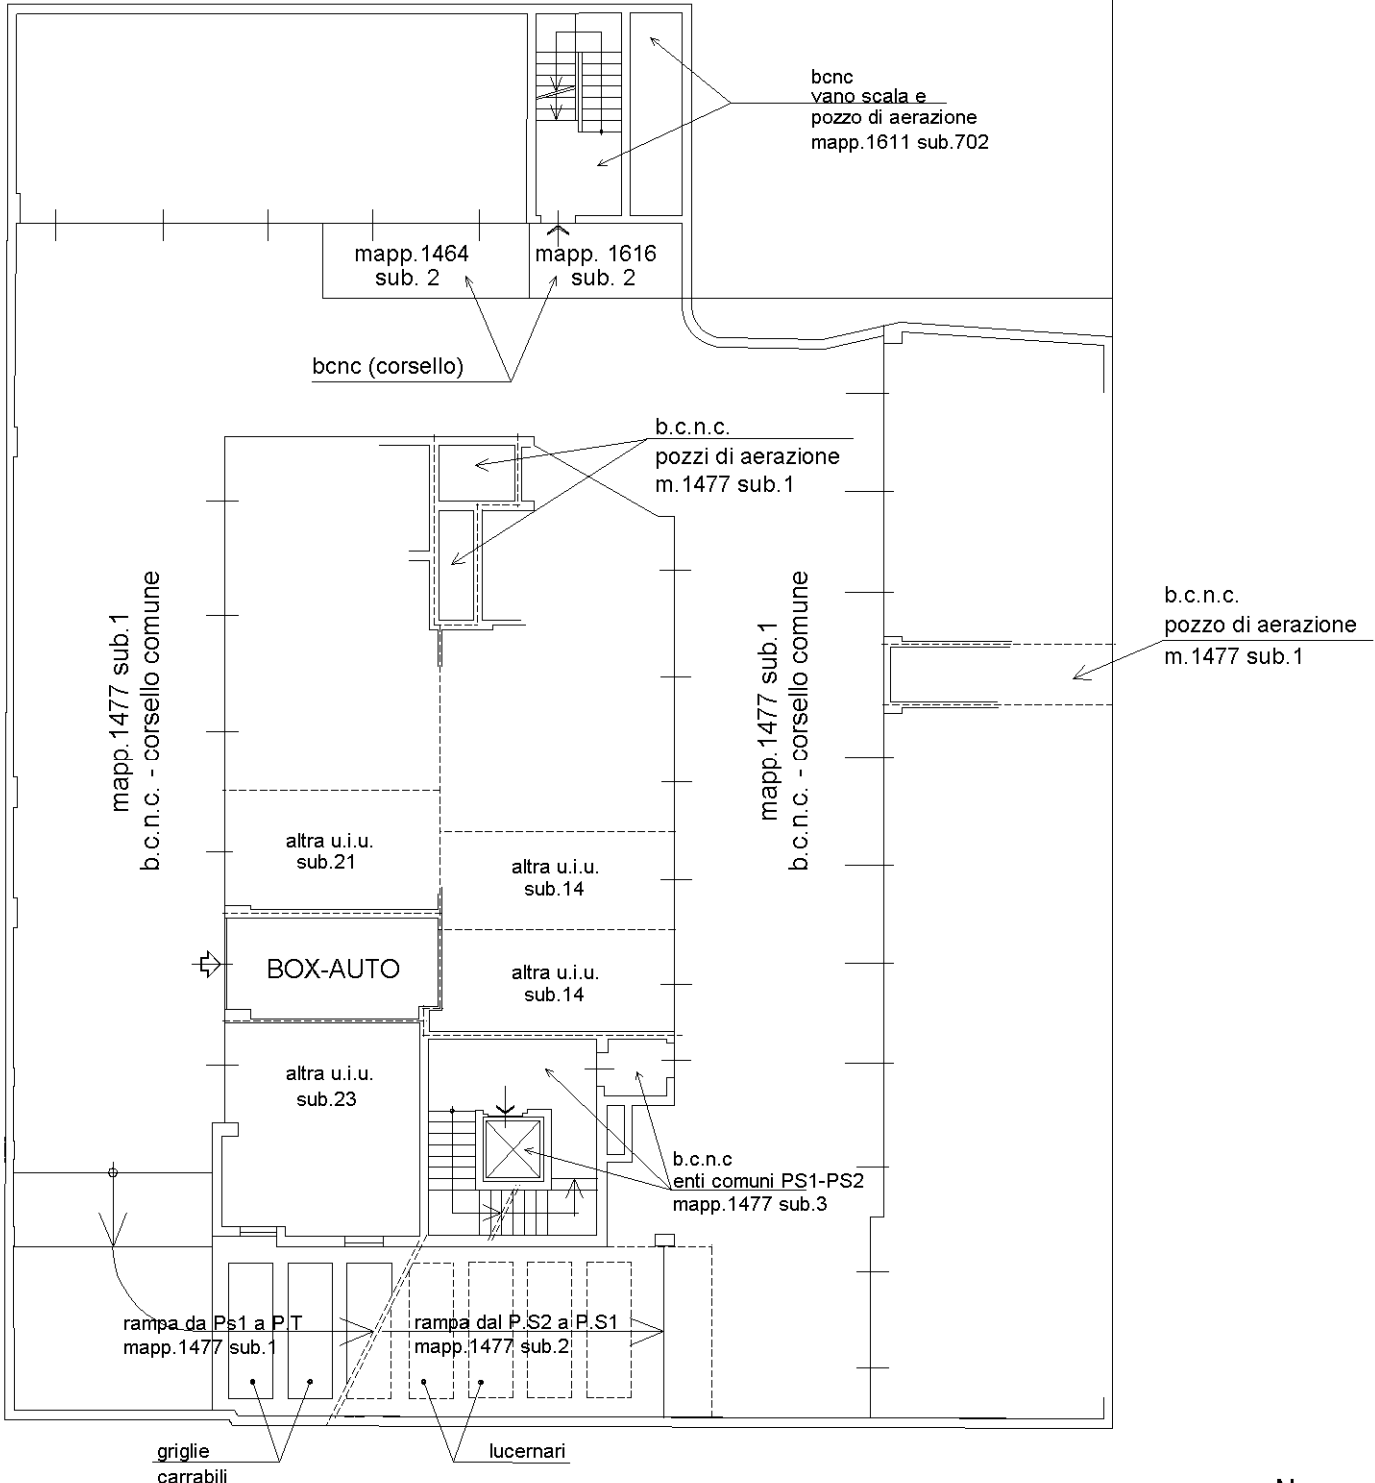 bcnc
vano scala e
pozzo di aerazione
mapp.1611 sub.702
mapp.1464
sub. 2
mapp. 1616
sub. 2
bcnc (corsello)
b.c.n.c.
pozzi di aerazione
m.1477 sub.1
mapp.1477 sub.1
b.c.n.c. - corsello comune
mapp.1477 sub.1
b.c.n.c. - corsello comune
b.c.n.c.
pozzo di aerazione
m.1477 sub.1
altra u.i.u.
sub.21
altra u.i.u.
sub.14
BOX-AUTO
altra u.i.u.
sub.14
altra u.i.u.
sub.23
b.c.n.c
enti comuni PS1-PS2
mapp.1477 sub.3
rampa da Ps1 a P.T
mapp.1477 sub.1
rampa dal P.S2 a P.S1
mapp.1477 sub.2
griglie
carrabili
lucernari